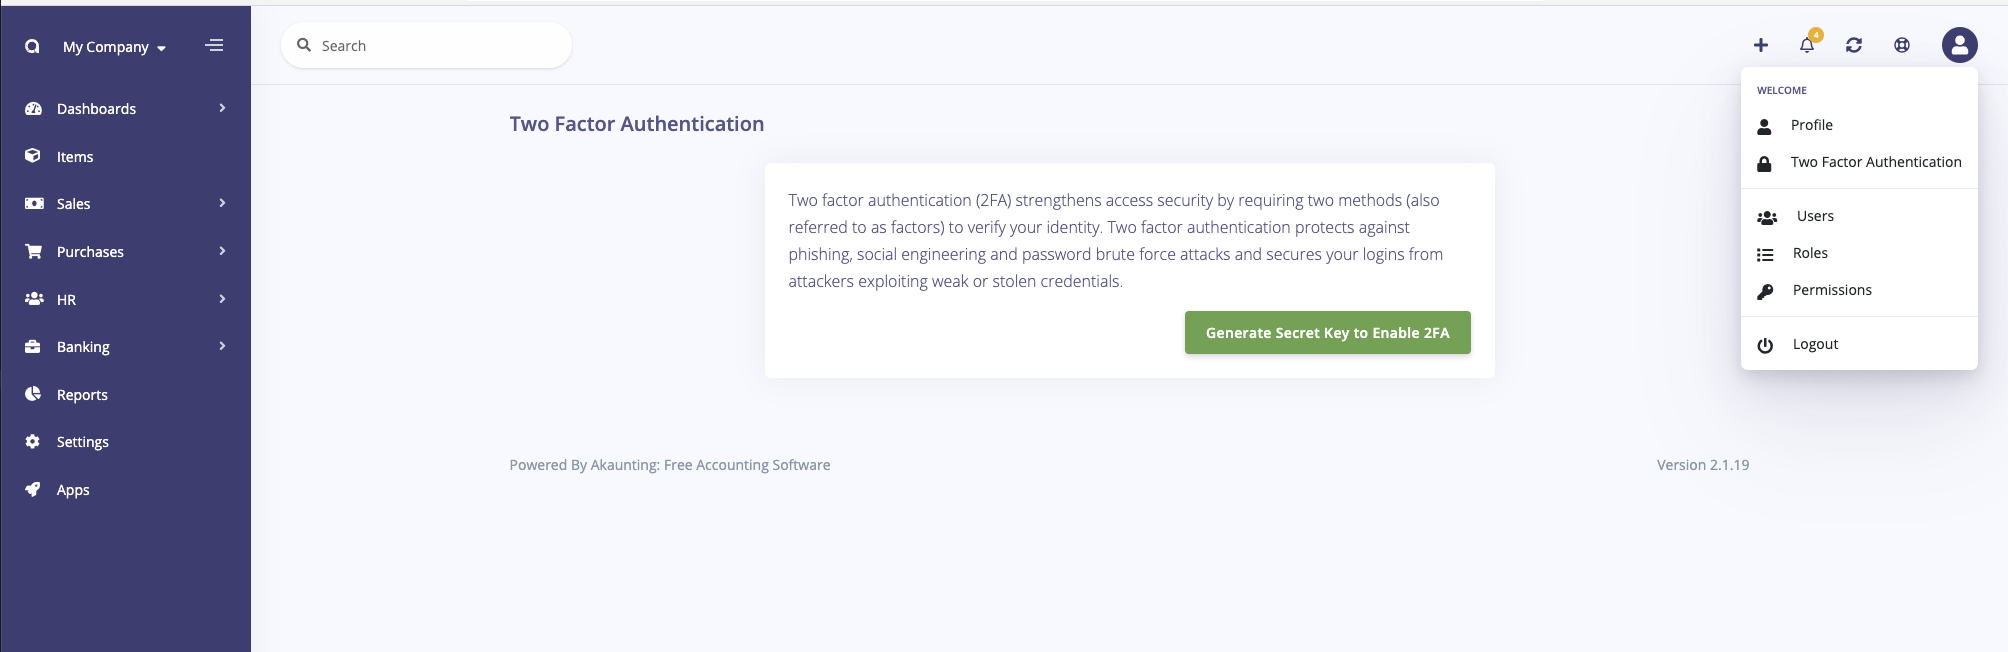 My Company
Search
4
Dashboards
Items
Sales
Purchases
HR
Banking
Reports
Settings
Apps
Two Factor Authentication
Two factor authentication (2FA) strengthens access security by requiring two methods (also
referred to as factors) to verify your identity. Two factor authentication protects against
phishing, social engineering and password brute force attacks and secures your logins from
attackers exploiting weak or stolen credentials.
Generate Secret Key to Enable 2FA
WELCOME
Profile
Two Factor Authentication
Users
Roles
Permissions
Logout
Powered By Akaunting: Free Accounting Software
Version 2.1.19